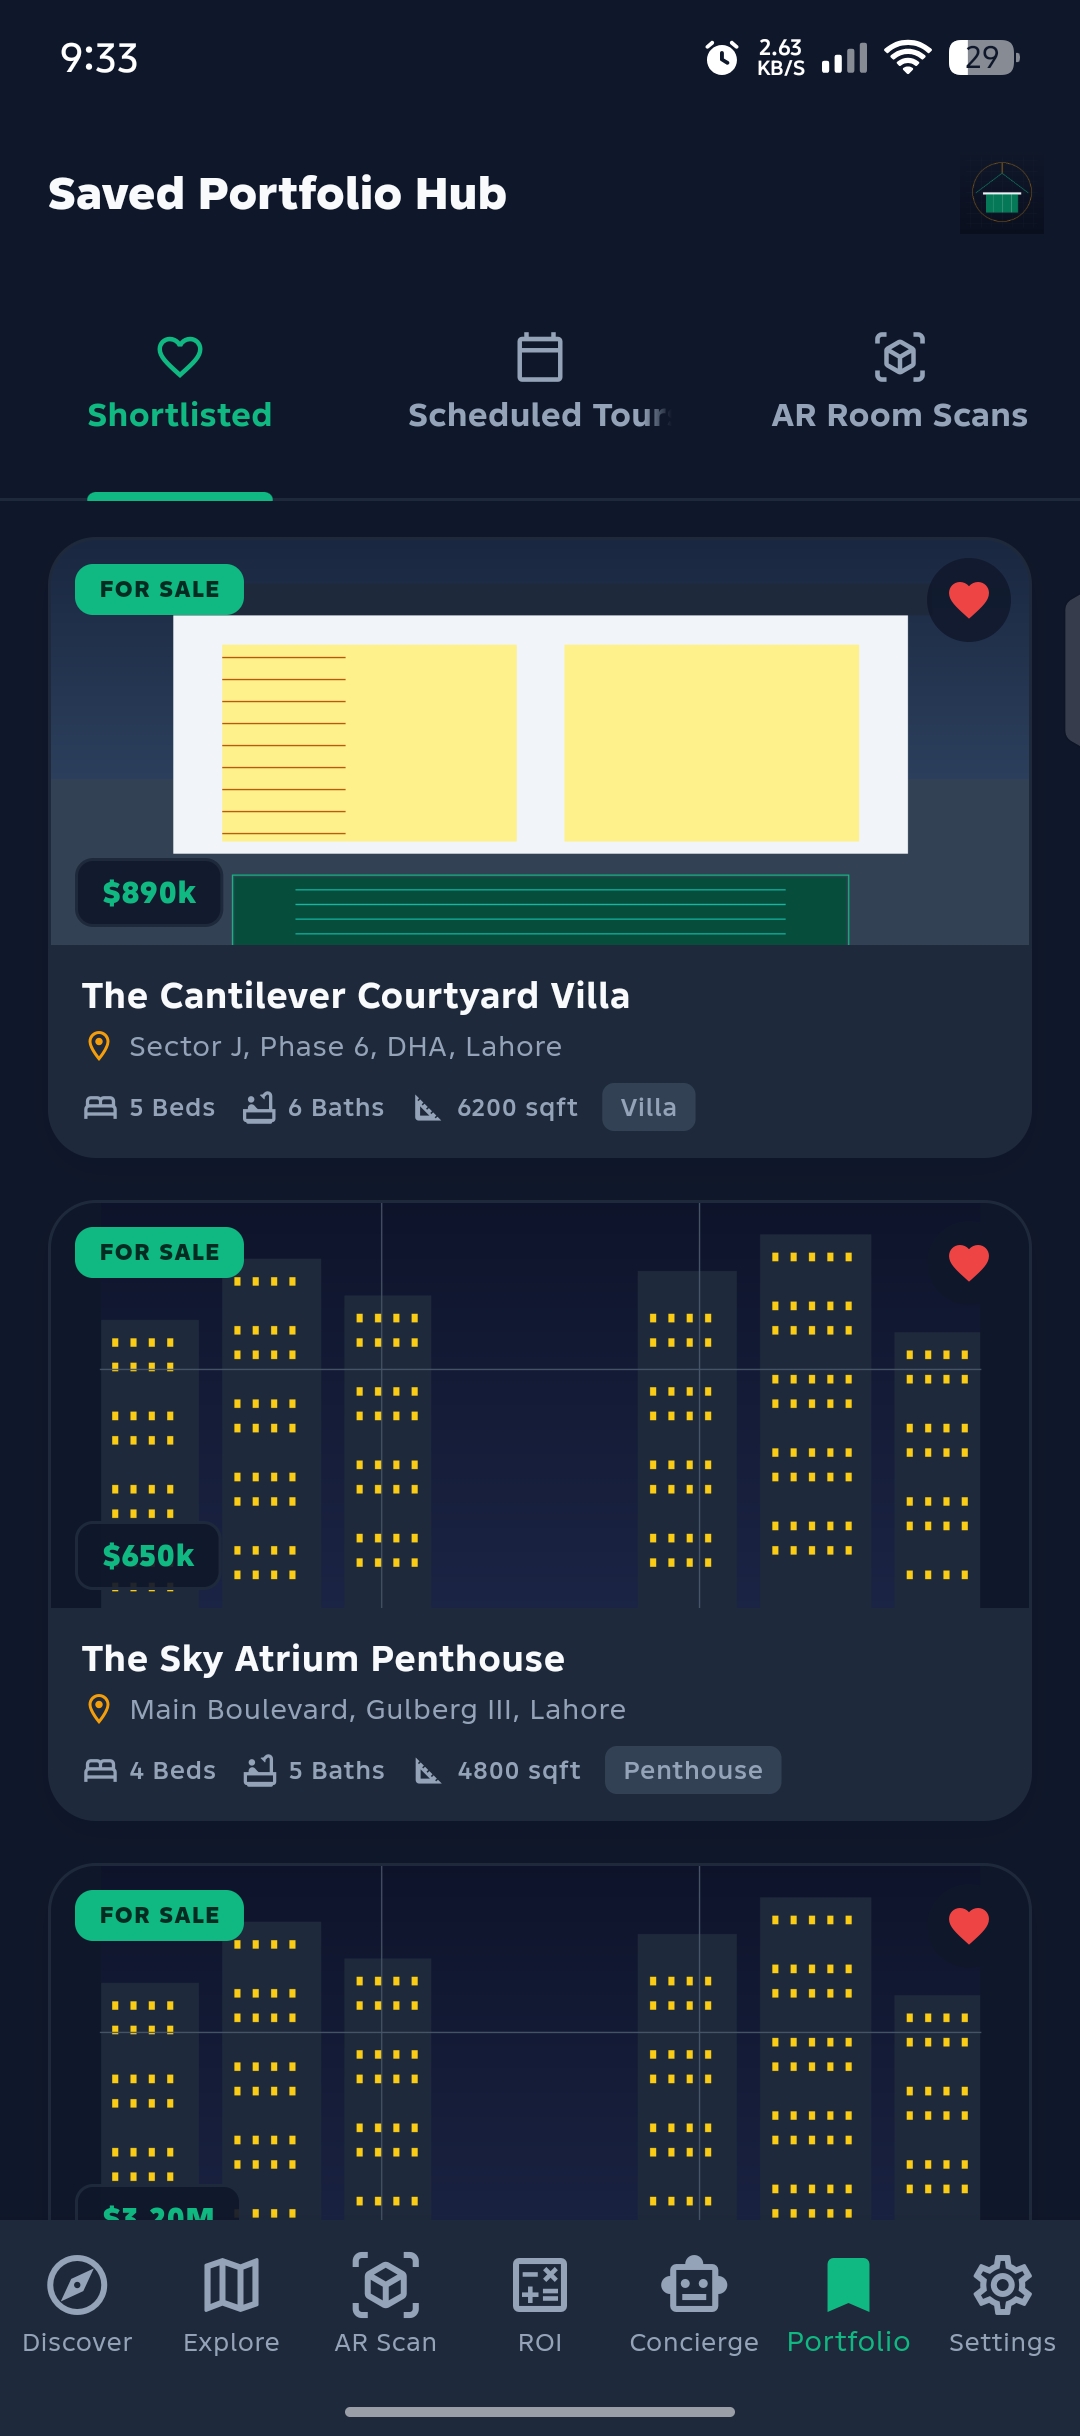 9:33
2.63
KB/S
29
Saved Portfolio Hub
Shortlisted
Scheduled Tour
AR Room Scans
FOR SALE
$890k
The Cantilever Courtyard Villa
Sector J, Phase 6, DHA, Lahore
5 Beds 6 Baths 6200 sqft Villa
FOR SALE
$650k
The Sky Atrium Penthouse
Main Boulevard, Gulberg III, Lahore
4 Beds 5 Baths 4800 sqft Penthouse
FOR SALE
$3.20M
Discover Explore AR Scan ROI Concierge Portfolio Settings